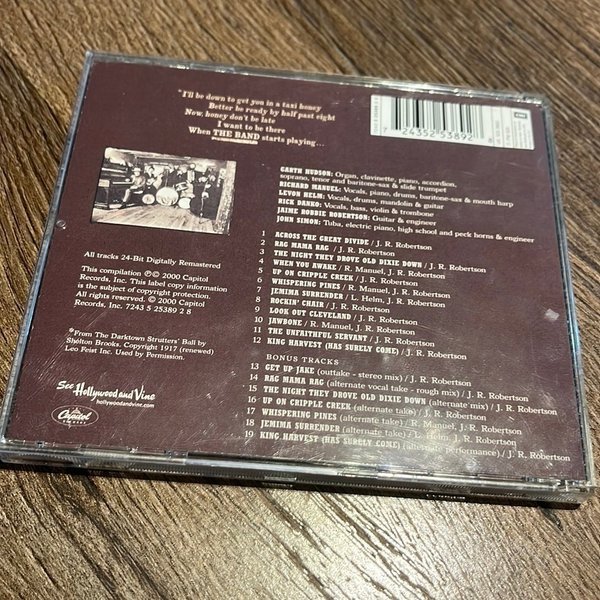 "I'll be down to get you in a taxi honey
Better be ready by half past eight
Now, honey don't be late
I want to be there
When THE BAND starts playing...
7 24352 53892
GARTH HUDSON: Organ, clavinette, piano, accordion,
soprano, tenor and baritone-sax & slide trumpet
RICHARD MANUEL: Vocals, piano, drums, baritone-sax & mouth harp
LEVON HELM: Vocals, drums, mandolin & guitar
RICK DANKO: Vocals, bass, violin & trombone
JAIME ROBBIE ROBERTSON: Guitar & engineer
JOHN SIMON: Tuba, electric piano, high school and peck horns & engineer
1 ACROSS THE GREAT DIVIDE / J. R. Robertson
2 RAG MAMA RAG / J. R. Robertson
3 THE NIGHT THEY DROVE OLD DIXIE DOWN / J. R. Robertson
4 WHEN YOU AWAKE / R. Manuel, J. R. Robertson
5 UP ON CRIPPLE CREEK / J. R. Robertson
6 WHISPERING PINES / R. Manuel, J. R. Robertson
7 JEMIMA SURRENDER / L. Helm, J. R. Robertson
8 ROCKIN' CHAIR / J. R. Robertson
9 LOOK OUT CLEVELAND / J. R. Robertson
10 JAWBONE / R. Manuel, J. R. Robertson
11 THE UNFAITHFUL SERVANT / J. R. Robertson
12 KING HARVEST (HAS SURELY COME) / J. R. Robertson
BONUS TRACKS
13 GET UP JAKE (outtake - stereo mix) / J. R. Robertson
14 RAG MAMA RAG (alternate vocal take - rough mix) / J. R. Robertson
15 THE NIGHT THEY DROVE OLD DIXIE DOWN (alternate mix) / J. R. Robertson
16 UP ON CRIPPLE CREEK (alternate take) / J. R. Robertson
17 WHISPERING PINES (alternate take) / R. Manuel, J. R. Robertson
18 JEMIMA SURRENDER (alternate take) / L. Helm, J. R. Robertson
19 KING HARVEST (HAS SURELY COME) (alternate performance) / J. R. Robertson
All tracks 24-Bit Digitally Remastered
This compilation ℗© 2000 Capitol
Records, Inc. This label copy information
is the subject of copyright protection.
All rights reserved. © 2000 Capitol
Records, Inc. 7243 5 25389 2 8
*From The Darktown Strutters' Ball by
Shelton Brooks. Copyright 1917 (renewed)
Leo Feist Inc. Used by Permission.
See Hollywood and Vine
hollywoodandvine.com
Capitol